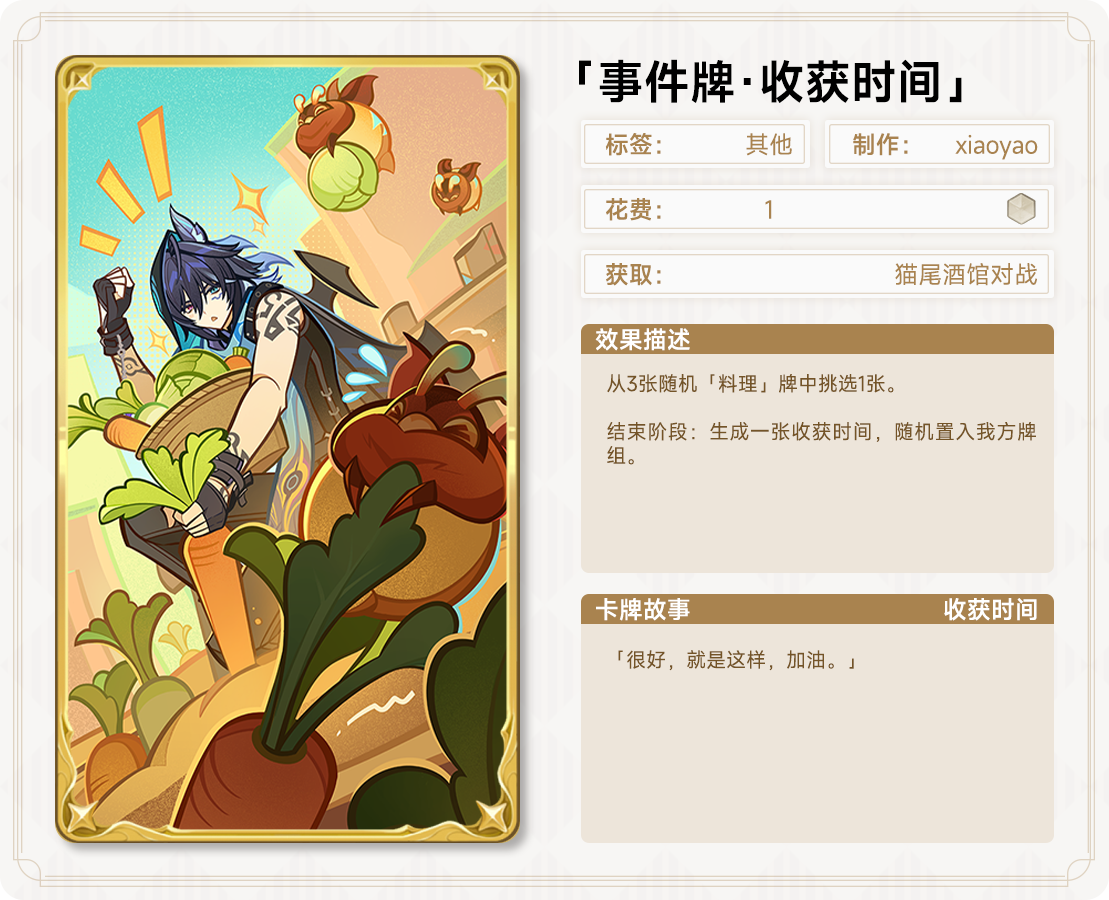 「事件牌·收获时间」
标签： 其他 制作： xiaoyao
花费： 1
获取： 猫尾酒馆对战
效果描述
从3张随机「料理」牌中挑选1张。
结束阶段：生成一张收获时间，随机置入我方牌
组。
卡牌故事 收获时间
「很好，就是这样，加油。」